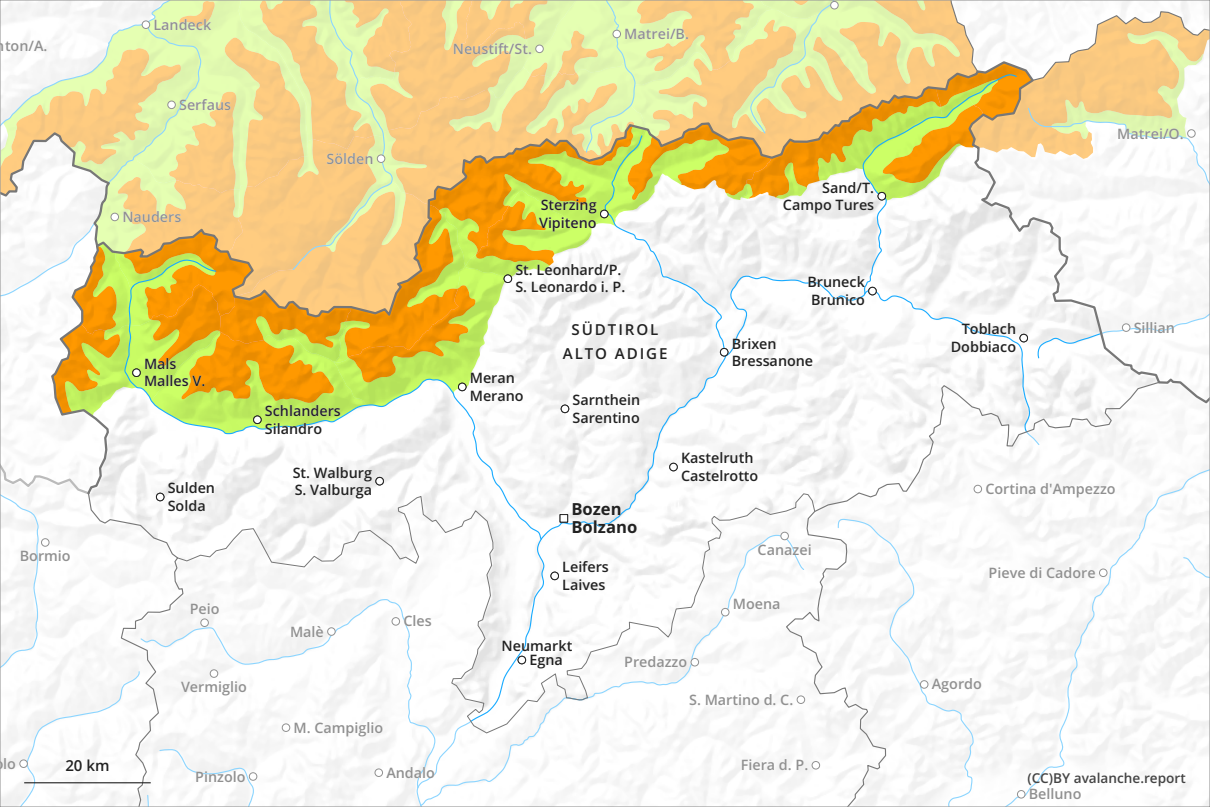 Landeck
nton/A.
Neustift/St.
Matrei/B.
Serfaus
Matrei/O.
Sölden
Nauders
Sand/T.
Campo Tures
Sterzing
Vipiteno
St. Leonhard/P.
S. Leonardo i. P.
Bruneck
Brunico
SÜDTIROL
ALTO ADIGE
Toblach
Dobbiaco
Sillian
Brixen
Bressanone
Mals
Malles V.
Meran
Merano
Schlanders
Silandro
Sarnthein
Sarentino
Kastelruth
Castelrotto
St. Walburg
S. Valburga
Sulden
Solda
Cortina d'Ampezzo
Bozen
Bolzano
Bormio
Canazei
Leifers
Laives
Pieve di Cadore
Peio
Malè
Cles
Moena
Neumarkt
Egna
Predazzo
Vermiglio
Agordo
S. Martino d. C.
M. Campiglio
olo
20 km
Pinzolo
Andalo
Fiera d. P.
(CC)BY avalanche.report
Belluno